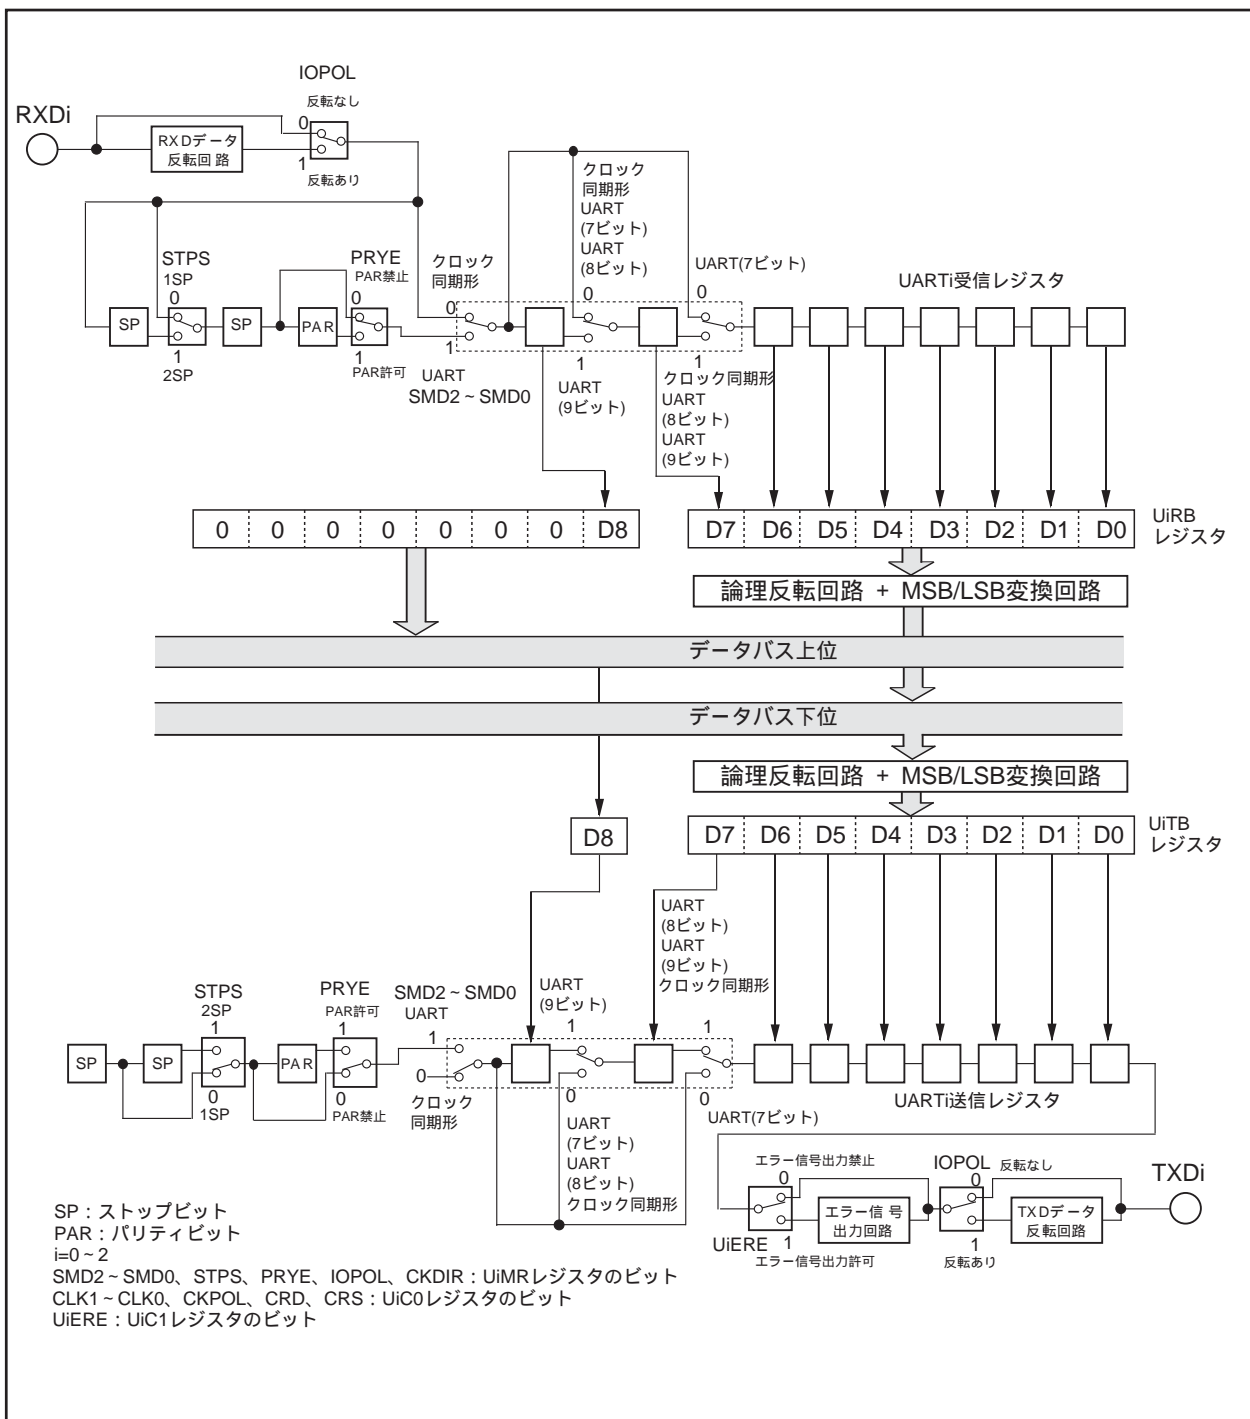 IOPOL
反転なし
RXDi
0
RXDデータ
反転回路
1
反転あり
クロック
同期形
UART
(7ビット)
UART
(8ビット)
STPS
1SP
0
PRYE
PAR禁止
0
クロック
同期形
0
0
UART(7ビット)
0
UARTi受信レジスタ
SP
SP
PAR
1
2SP
1
PAR許可
1
UART
SMD2～SMD0
1
UART
(9ビット)
1
クロック同期形
UART
(8ビット)
UART
(9ビット)
0 0 0 0 0 0 0 D8
D7 D6 D5 D4 D3 D2 D1 D0
UiRB
レジスタ
論理反転回路 + MSB/LSB変換回路
データバス上位
データバス下位
論理反転回路 + MSB/LSB変換回路
D8
D7 D6 D5 D4 D3 D2 D1 D0
UiTB
レジスタ
UART
(8ビット)
UART
(9ビット)
クロック同期形
STPS
2SP
1
PRYE
PAR許可
1
SMD2～SMD0
UART
1
UART
(9ビット)
1
1
SP
SP
PAR
0
1SP
0
PAR禁止
0
クロック
同期形
0
UART
(7ビット)
UART
(8ビット)
クロック同期形
0
UART(7ビット)
UARTi送信レジスタ
エラー信号出力禁止
0
IOPOL
反転なし
0
TXDi
エラー信号
出力回路
TXDデータ
反転回路
UiERE
1
エラー信号出力許可
1
反転あり
SP：ストップビット
PAR：パリティビット
i=0～2
SMD2～SMD0、STPS、PRYE、IOPOL、CKDIR：UiMRレジスタのビット
CLK1～CLK0、CKPOL、CRD、CRS：UiC0レジスタのビット
UiERE：UiC1レジスタのビット